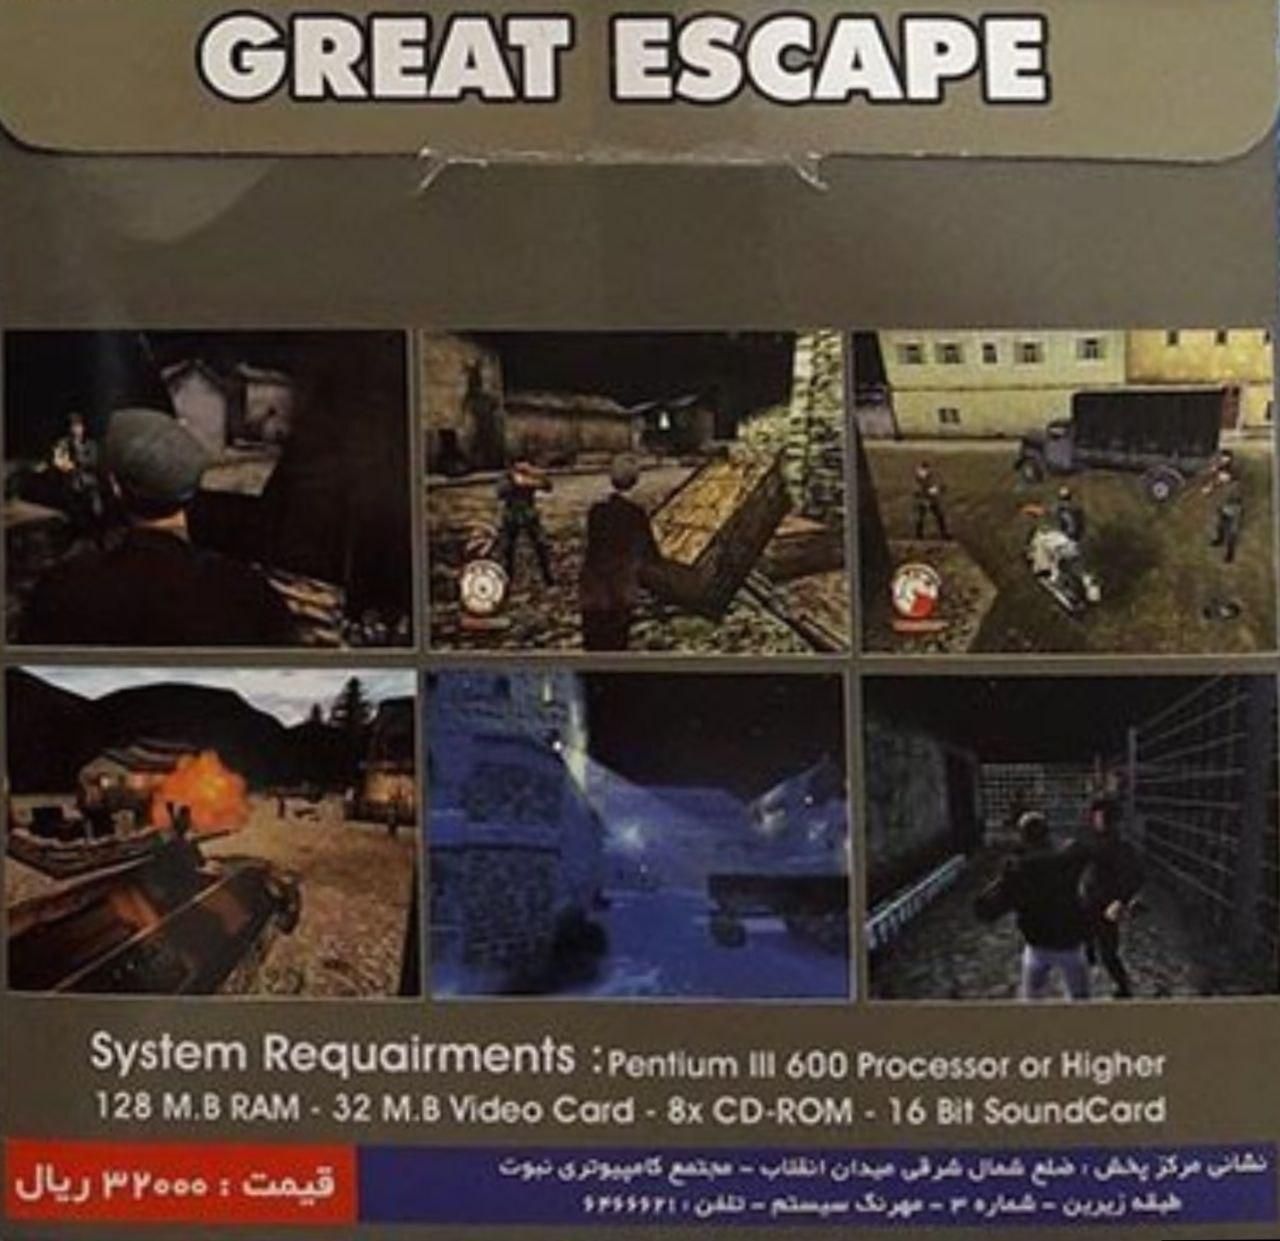 GREAT ESCAPE
System Requairments : Pentium III 600 Processor or Higher
128 M.B RAM - 32 M.B Video Card - 8x CD-ROM - 16 Bit SoundCard
قیمت : ۳۲۰۰۰ ریال
نشانی مرکز پخش : ضلع شمال شرقی میدان انقلاب - مجتمع کامپیوتری نبوت
طبقه زیرین - شماره ۳ - مهرنگ سیستم - تلفن :